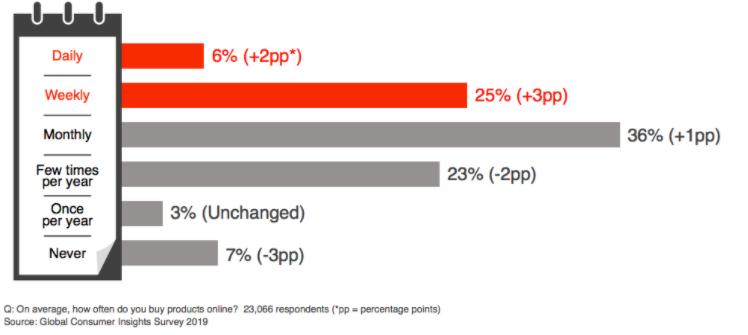 Daily
6% (+2pp*)
Weekly
25% (+3pp)
Monthly
36% (+1pp)
Few times
per year
23% (-2pp)
Once
per year
3% (Unchanged)
Never
7% (-3pp)
Q: On average, how often do you buy products online?  23,066 respondents (*pp = percentage points)
Source: Global Consumer Insights Survey 2019